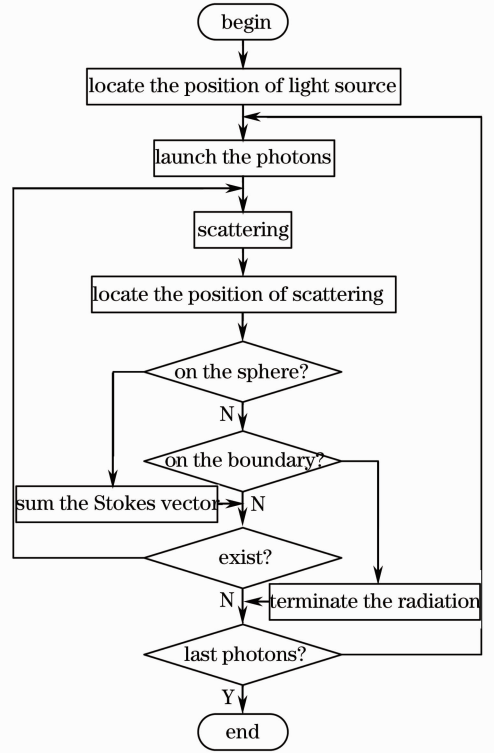 begin
locate the position of light source
launch the photons
scattering
locate the position of scattering
on the sphere?
N
on the boundary?
sum the Stokes vector
N
exist?
N
terminate the radiation
last photons?
Y
end